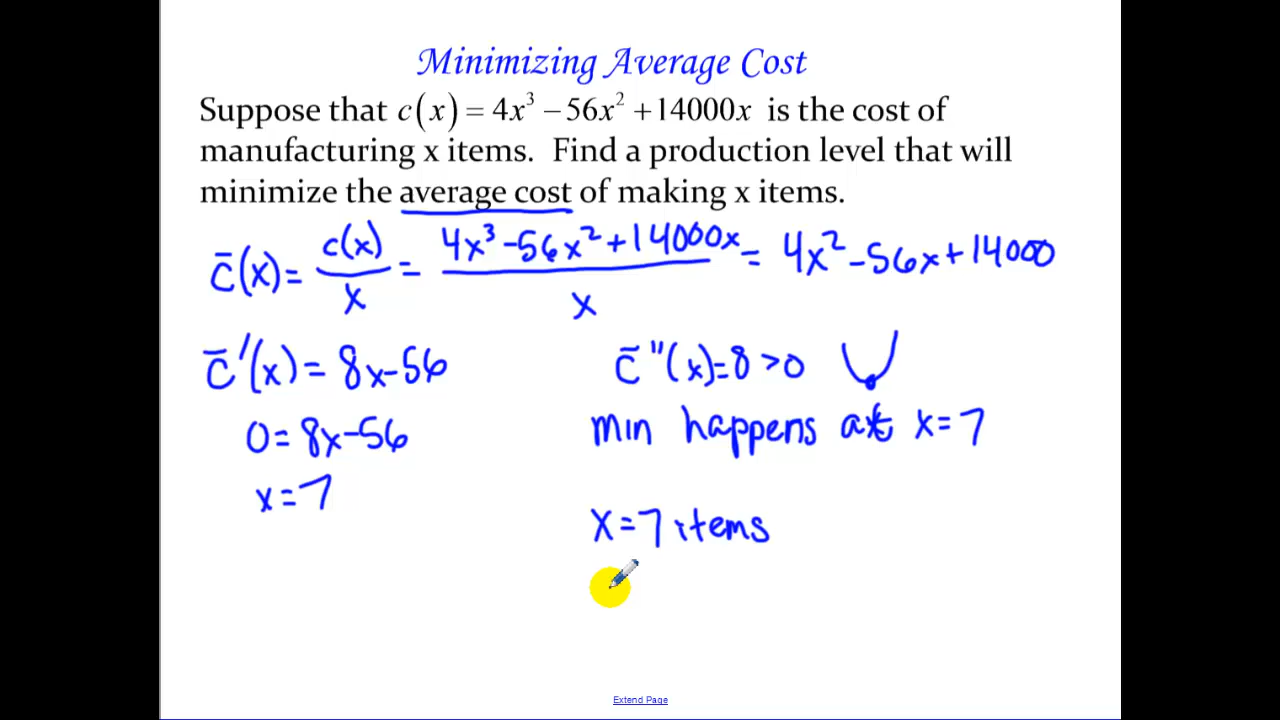 Minimizing Average Cost
Suppose that c(x) = 4x³ − 56x² + 14000x is the cost of
manufacturing x items. Find a production level that will
minimize the average cost of making x items.
c̄(x) = c(x)/x = (4x³ − 56x² + 14000x)/x = 4x² − 56x + 14000
c̄'(x) = 8x − 56
c̄''(x) = 8 > 0
0 = 8x − 56
min happens at x = 7
x = 7
x = 7 items
Extend Page